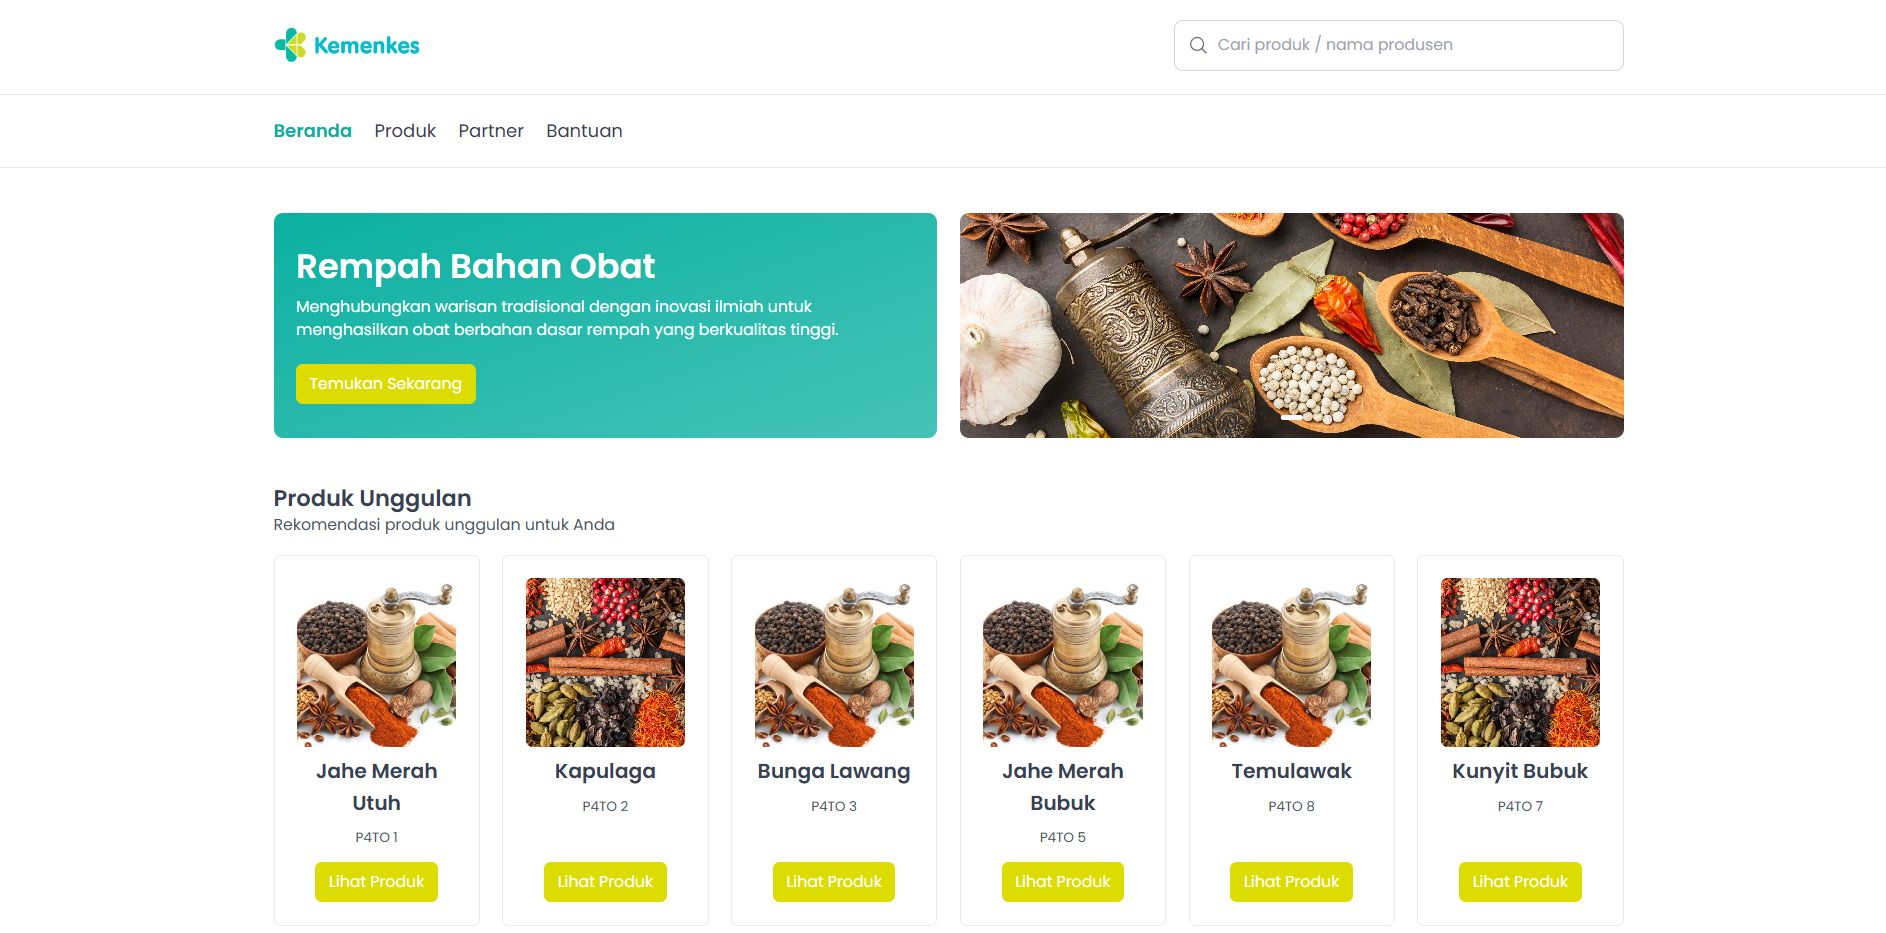 Kemenkes
Cari produk / nama produsen
Beranda Produk Partner Bantuan
Rempah Bahan Obat
Menghubungkan warisan tradisional dengan inovasi ilmiah untuk
menghasilkan obat berbahan dasar rempah yang berkualitas tinggi.
Temukan Sekarang
Produk Unggulan
Rekomendasi produk unggulan untuk Anda
Jahe Merah
Utuh
P4TO 1
Lihat Produk
Kapulaga
P4TO 2
Lihat Produk
Bunga Lawang
P4TO 3
Lihat Produk
Jahe Merah
Bubuk
P4TO 5
Lihat Produk
Temulawak
P4TO 8
Lihat Produk
Kunyit Bubuk
P4TO 7
Lihat Produk